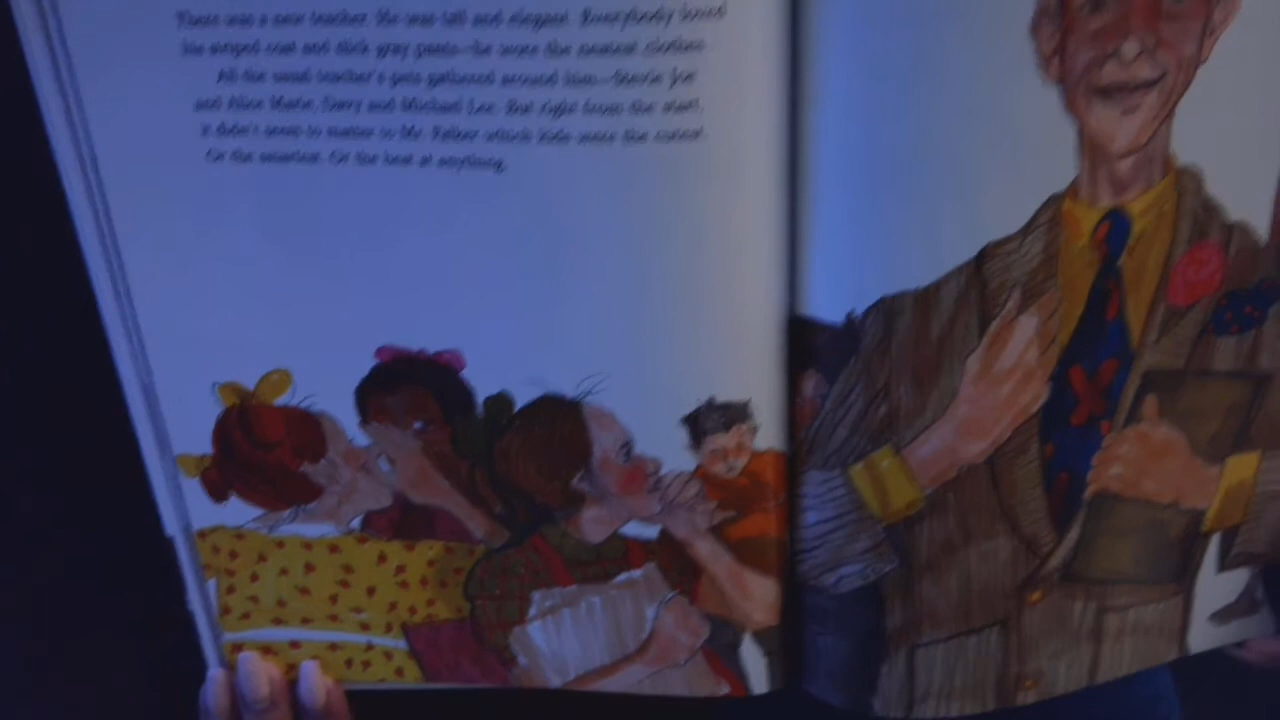 There was a new teacher. He was tall and elegant. Everybody loved
his striped coat and slick gray pants—he wore the neatest clothes.
All the usual teacher's pets gathered around him—Stevie Joe
and Alice Marie, Davy and Michael Lee. But right from the start,
it didn't seem to matter to Mr. Falker which kids were the cutest.
Or the smartest. Or the best at anything.